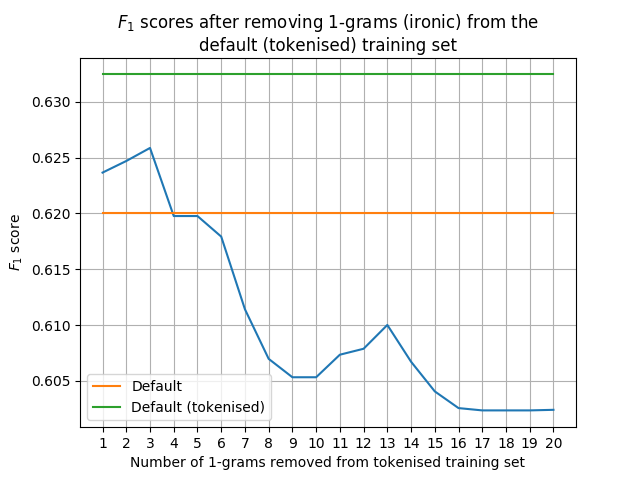 F₁ scores after removing 1-grams (ironic) from the
default (tokenised) training set
F₁ score
0.630
0.625
0.620
0.615
0.610
0.605
Default
Default (tokenised)
1 2 3 4 5 6 7 8 9 10 11 12 13 14 15 16 17 18 19 20
Number of 1-grams removed from tokenised training set